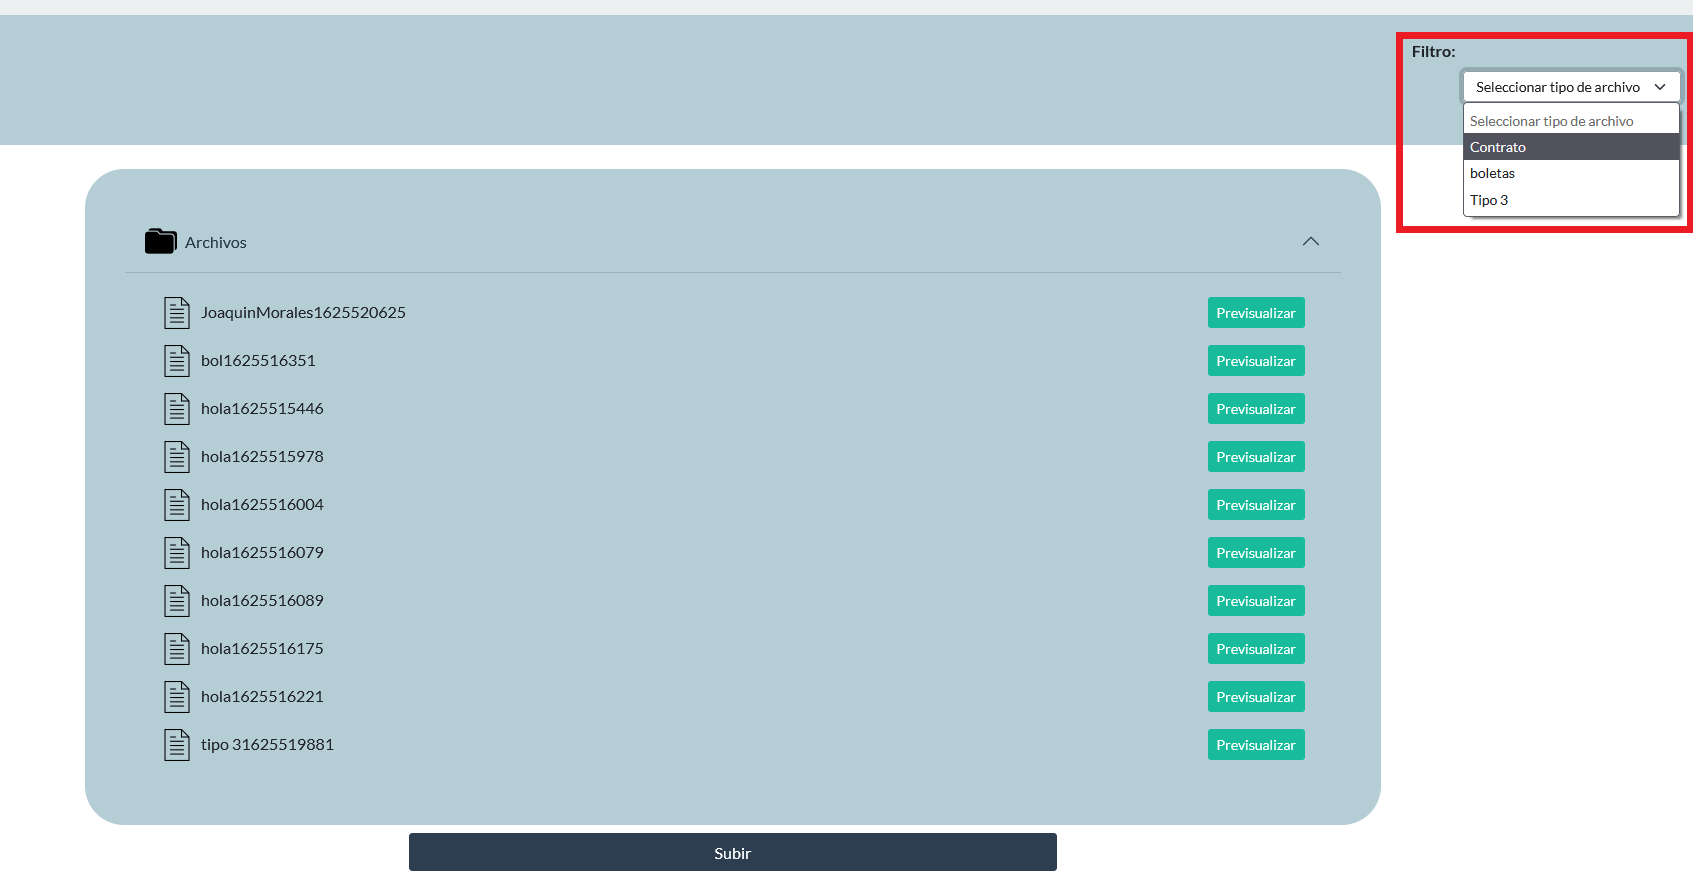 Filtro:
Seleccionar tipo de archivo
Seleccionar tipo de archivo
Contrato
boletas
Tipo 3
Archivos
JoaquinMorales1625520625 Previsualizar
bol1625516351 Previsualizar
hola1625515446 Previsualizar
hola1625515978 Previsualizar
hola1625516004 Previsualizar
hola1625516079 Previsualizar
hola1625516089 Previsualizar
hola1625516175 Previsualizar
hola1625516221 Previsualizar
tipo 31625519881 Previsualizar
Subir